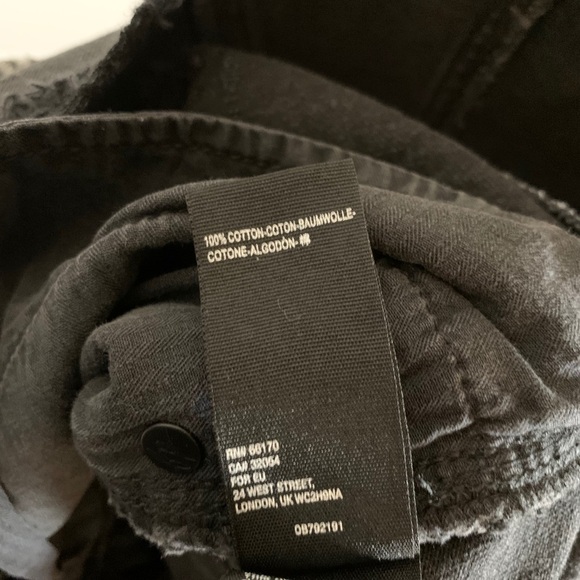 100% COTTON-COTON-BAUMWOLLE-
COTONE-ALGODÒN-棉
RN# 66170
CA# 32054
FOR EU
24 WEST STREET,
LONDON, UK WC2H9NA
0B792191